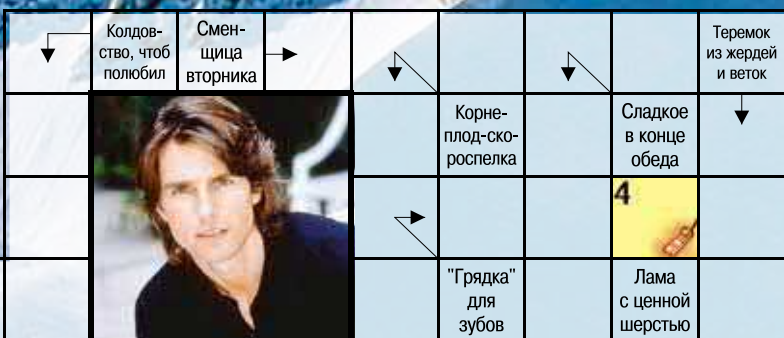 Колдов-
ство, чтоб
полюбил
Смен-
щица
вторника
Теремок
из жердей
и веток
Корне-
плод-ско-
роспелка
Сладкое
в конце
обеда
4
"Грядка"
для
зубов
Лама
с ценной
шерстью